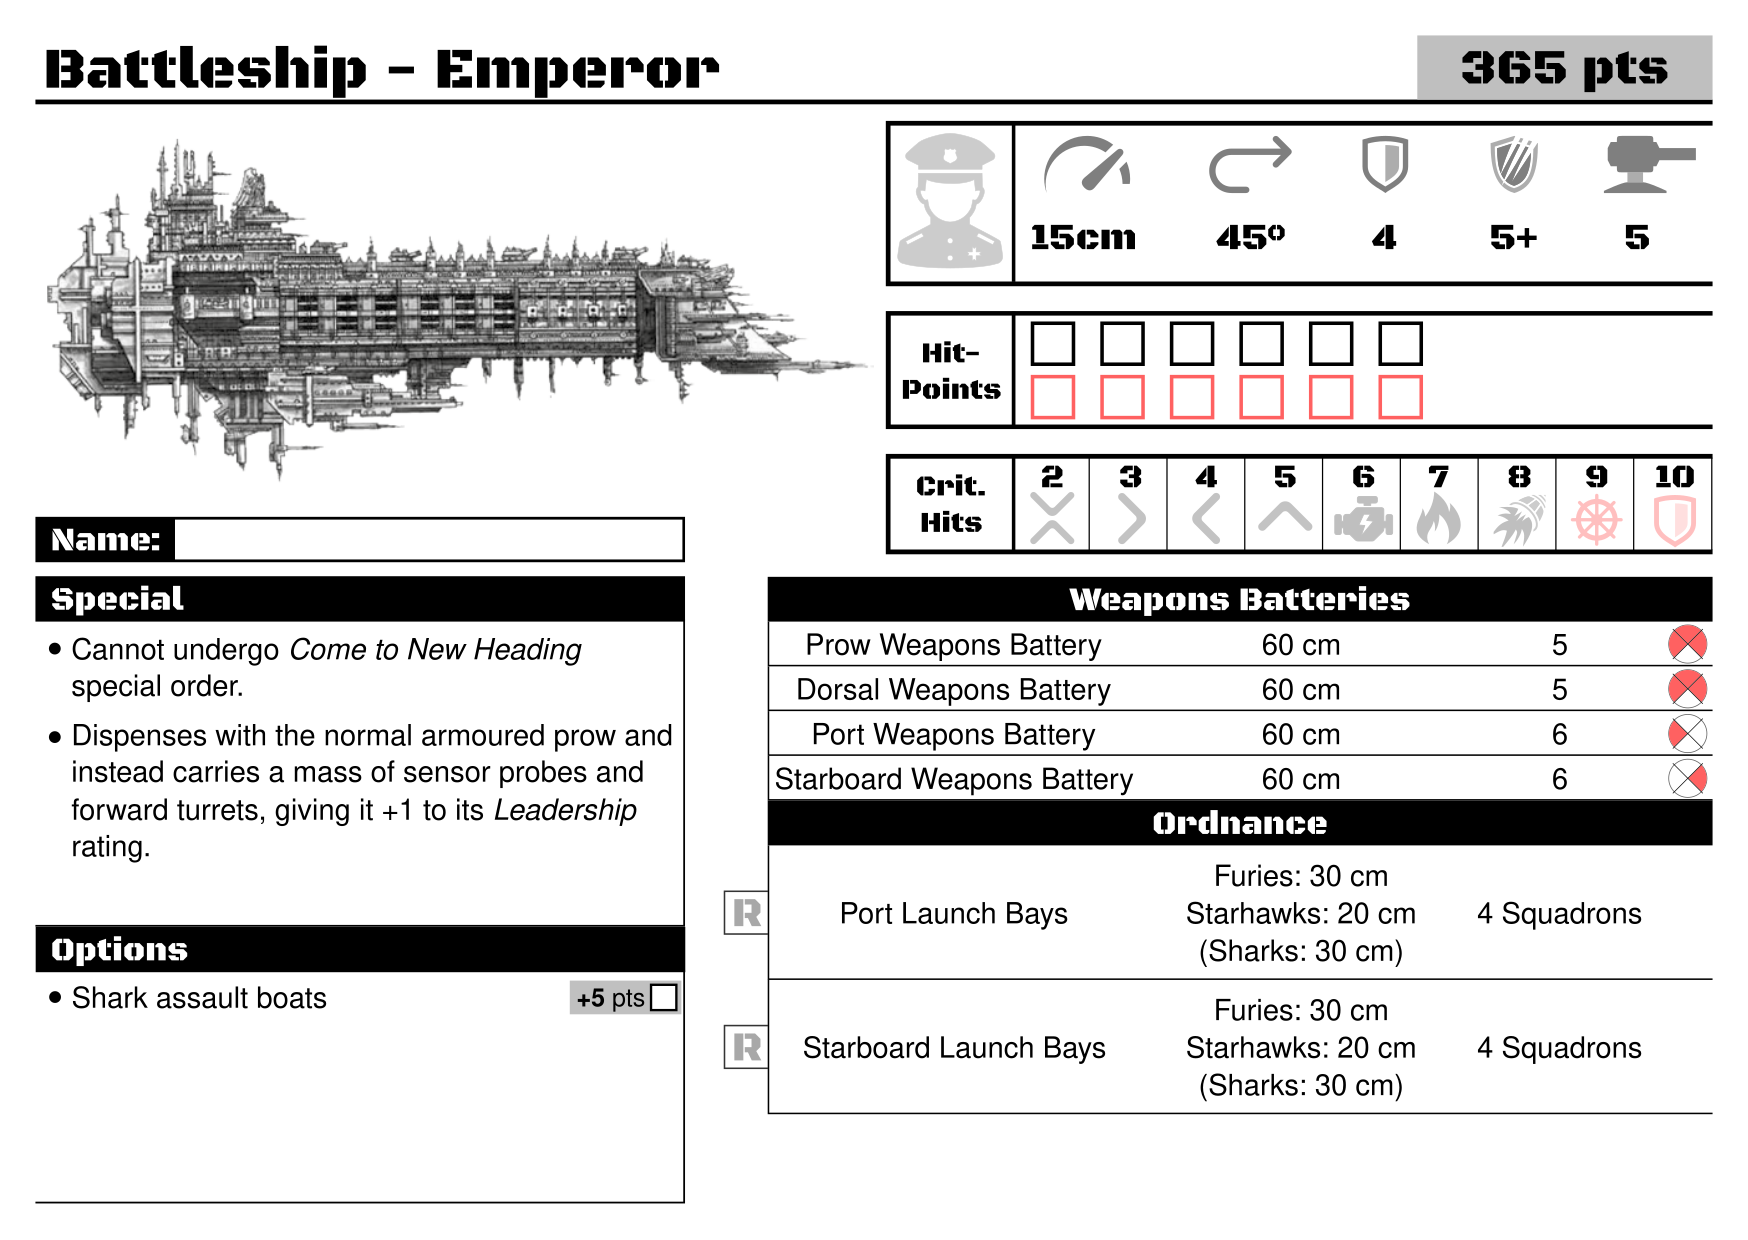 Battleship – Emperor
365 pts
15cm 45º 4 5+ 5
Hit-
Points
Crit.
Hits
2 3 4 5 6 7 8 9 10
Name:
Special
• Cannot undergo Come to New Heading
special order.
• Dispenses with the normal armoured prow and
instead carries a mass of sensor probes and
forward turrets, giving it +1 to its Leadership
rating.
Options
• Shark assault boats +5 pts
Weapons Batteries
Prow Weapons Battery 60 cm 5
Dorsal Weapons Battery 60 cm 5
Port Weapons Battery 60 cm 6
Starboard Weapons Battery 60 cm 6
Ordnance
Furies: 30 cm
R Port Launch Bays Starhawks: 20 cm 4 Squadrons
(Sharks: 30 cm)
Furies: 30 cm
R Starboard Launch Bays Starhawks: 20 cm 4 Squadrons
(Sharks: 30 cm)